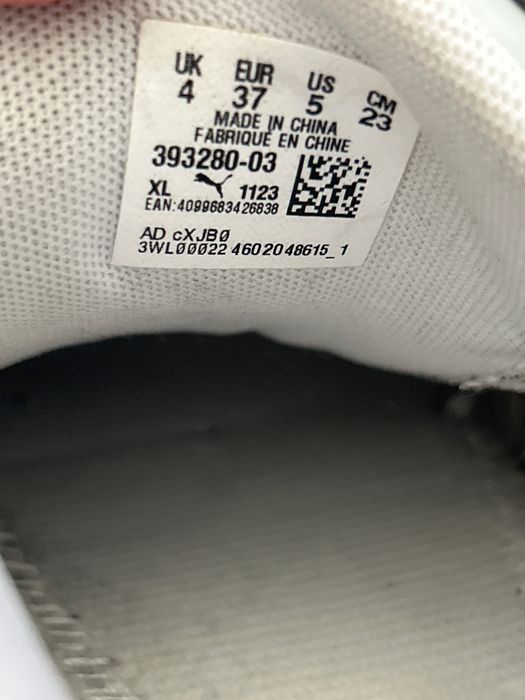 UK EUR US CM
4 37 5 23
MADE IN CHINA
FABRIQUÉ EN CHINE
393280-03
XL 1123
EAN:4099683426838
AD cXJB0
3WL00022 4602048615_1